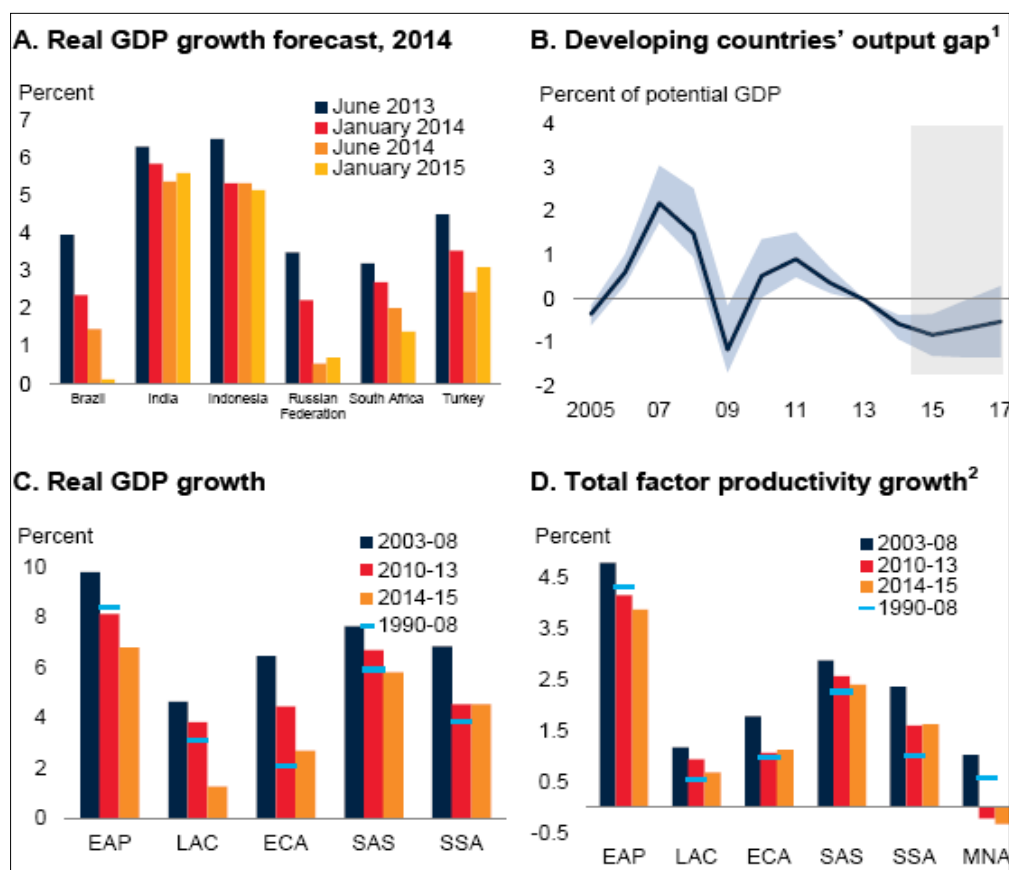 A. Real GDP growth forecast, 2014
Percent
7
6
5
4
3
2
1
0
June 2013
January 2014
June 2014
January 2015
Brazil
India
Indonesia
Russian
Federation
South Africa
Turkey
B. Developing countries’ output gap¹
Percent of potential GDP
4
3
2
1
0
-1
-2
2005 07 09 11 13 15 17
C. Real GDP growth
Percent
10
8
6
4
2
0
2003-08
2010-13
2014-15
1990-08
EAP LAC ECA SAS SSA
D. Total factor productivity growth²
Percent
4.5
3.5
2.5
1.5
0.5
-0.5
2003-08
2010-13
2014-15
1990-08
EAP LAC ECA SAS SSA MNA